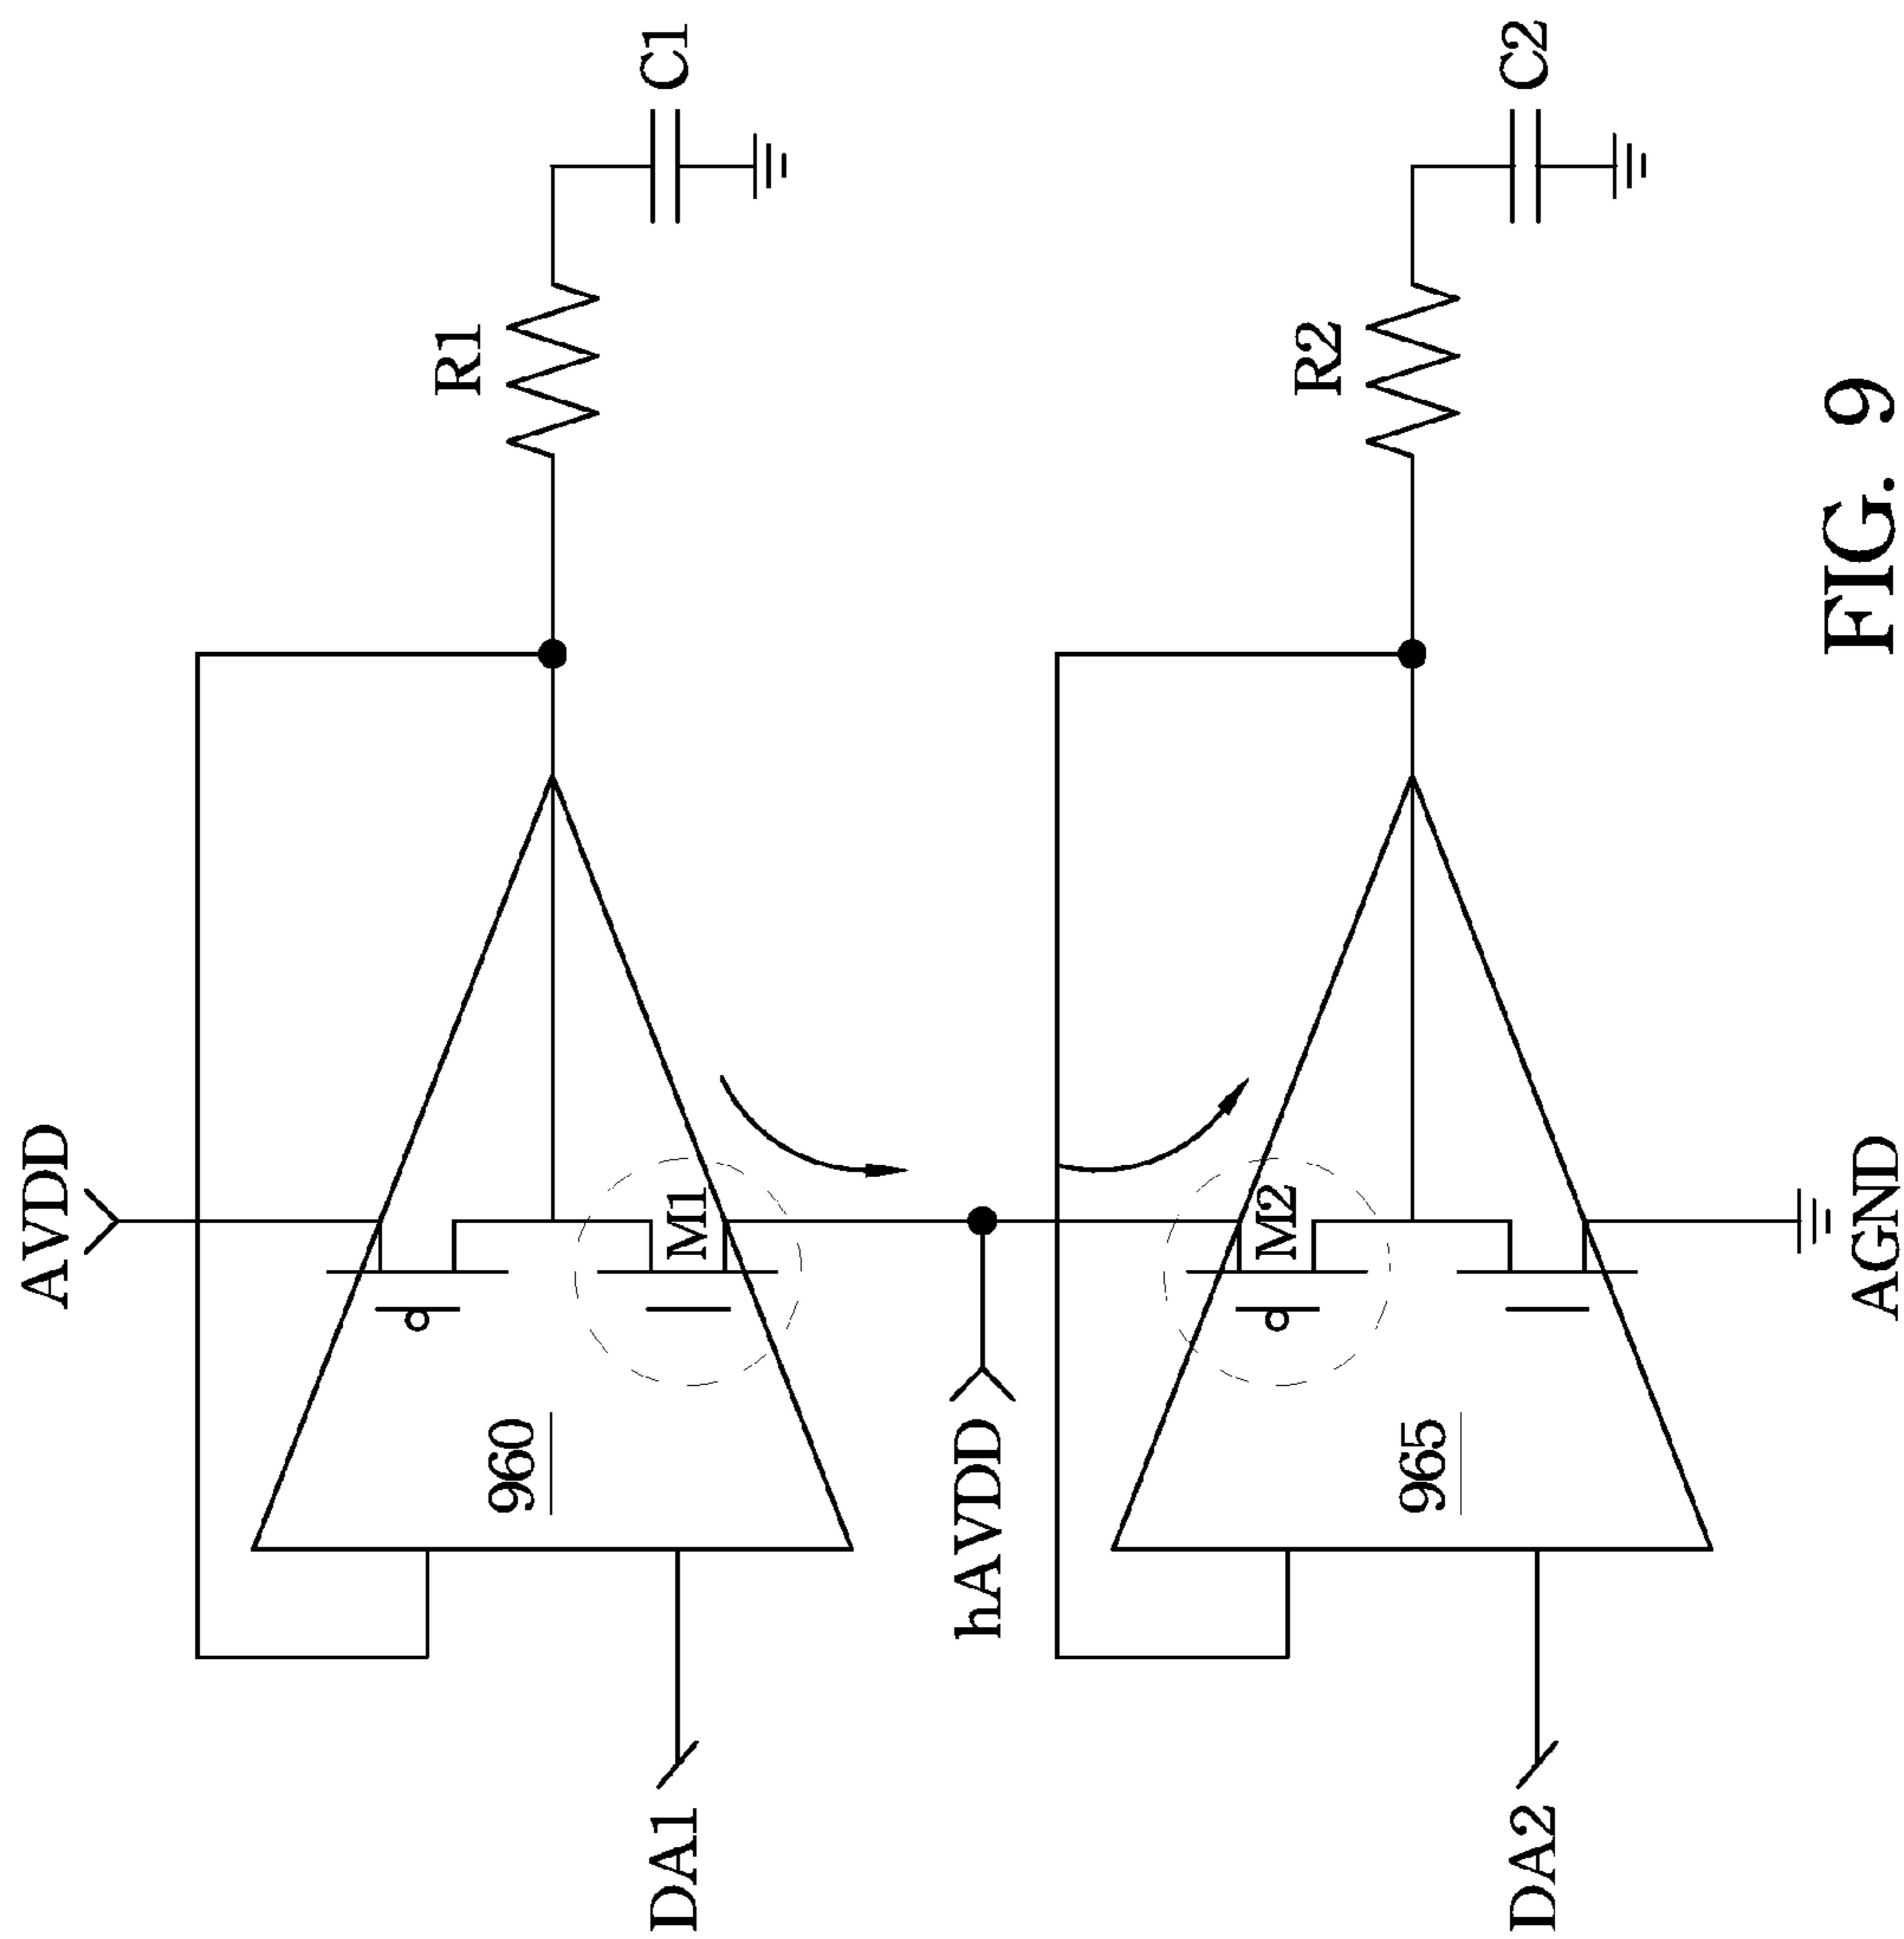 AVDD
R1
C1
960
M1
DA1
hAVDD
R2
C2
965
M2
DA2
AGND
FIG. 9